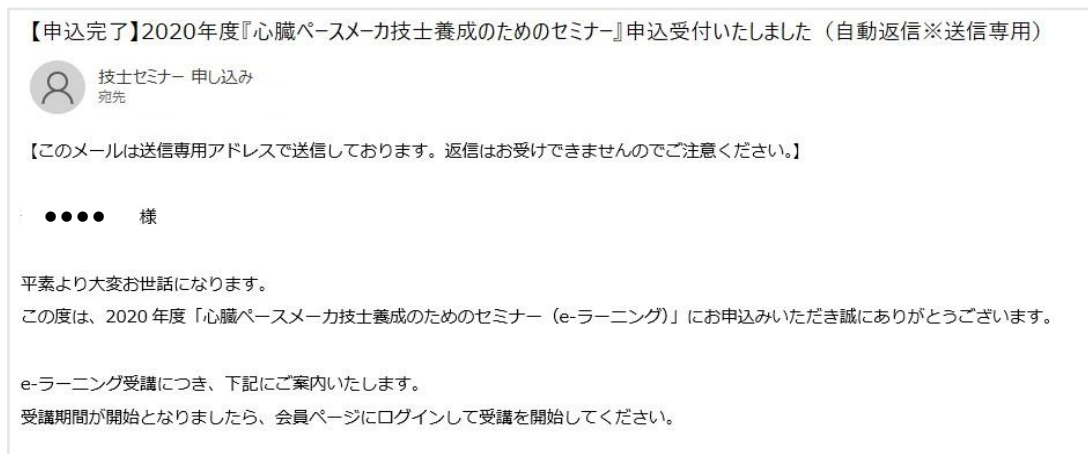 【申込完了】2020年度『心臓ペースメーカ技士養成のためのセミナー』申込受付いたしました（自動返信※送信専用）
技士セミナー 申し込み
宛先
【このメールは送信専用アドレスで送信しております。返信はお受けできませんのでご注意ください。】
●●●● 様
平素より大変お世話になります。
この度は、2020 年度「心臓ペースメーカ技士養成のためのセミナー（e-ラーニング）」にお申込みいただき誠にありがとうございます。
e-ラーニング受講につき、下記にご案内いたします。
受講期間が開始となりましたら、会員ページにログインして受講を開始してください。